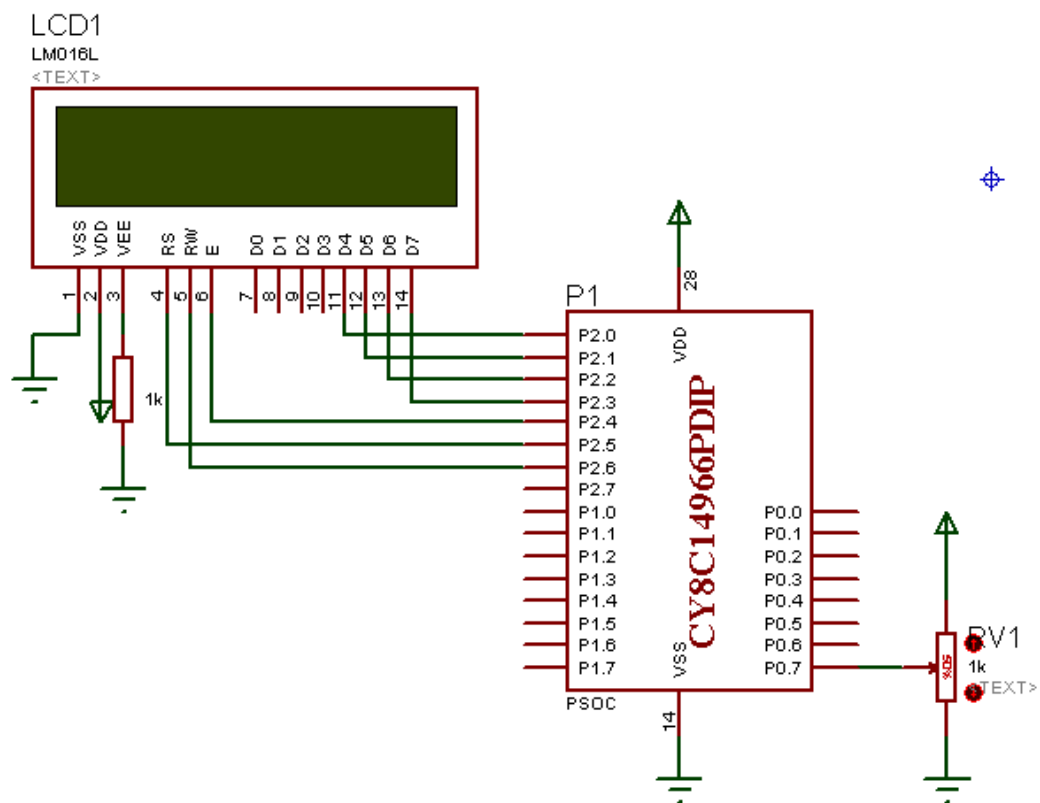 LCD1
LM016L
<TEXT>
VSS
VDD
VEE
RS
RW
E
D0
D1
D2
D3
D4
D5
D6
D7
1
2
3
4
5
6
7
8
9
10
11
12
13
14
1k
P1
28
VDD
P2.0
P2.1
P2.2
P2.3
P2.4
P2.5
P2.6
P2.7
P1.0
P1.1
P1.2
P1.3
P1.4
P1.5
P1.6
P1.7
CY8C14966PDIP
P0.0
P0.1
P0.2
P0.3
P0.4
P0.5
P0.6
P0.7
VSS
14
PSOC
RV1
1k
50%
TEXT>